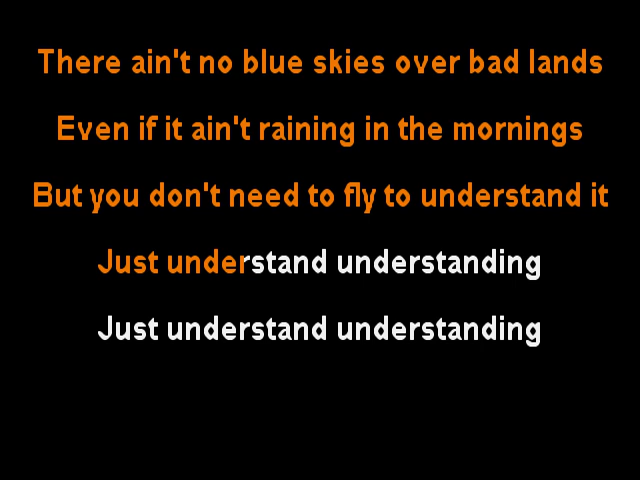 There ain't no blue skies over bad lands
Even if it ain't raining in the mornings
But you don't need to fly to understand it
Just understand understanding
Just understand understanding